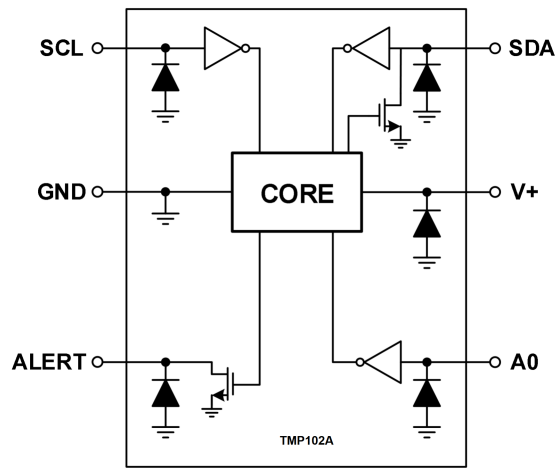 SCL
SDA
GND
CORE
V+
ALERT
A0
TMP102A